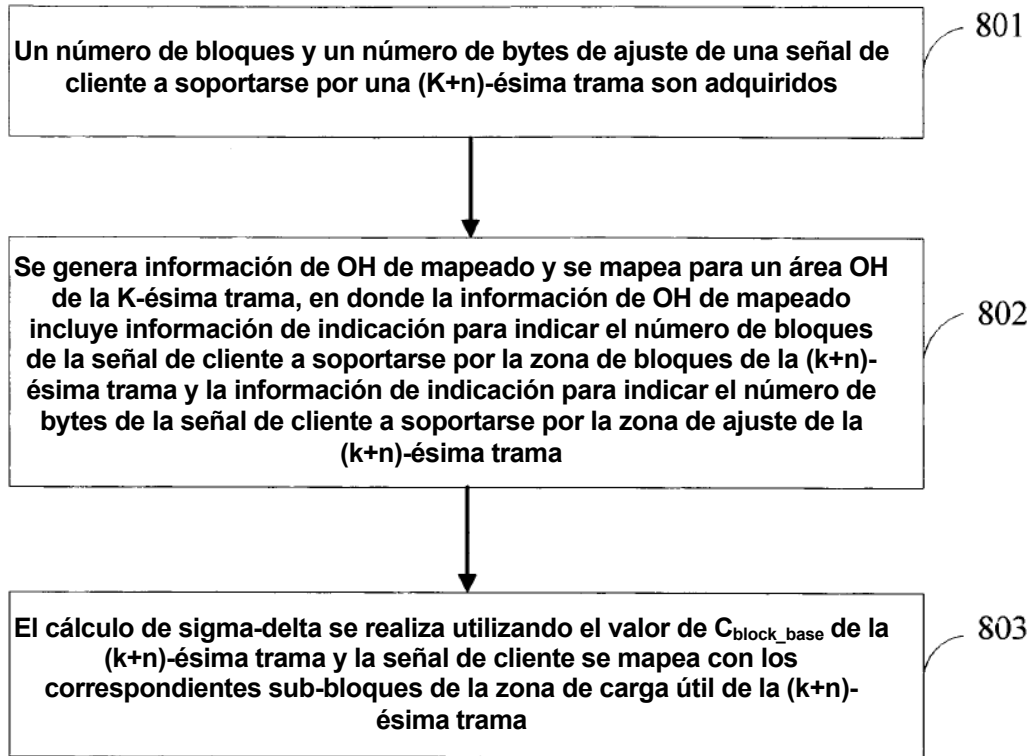 Un número de bloques y un número de bytes de ajuste de una señal de
cliente a soportarse por una (K+n)-ésima trama son adquiridos
801
Se genera información de OH de mapeado y se mapea para un área OH
de la K-ésima trama, en donde la información de OH de mapeado
incluye información de indicación para indicar el número de bloques
de la señal de cliente a soportarse por la zona de bloques de la (k+n)-
ésima trama y la información de indicación para indicar el número de
bytes de la señal de cliente a soportarse por la zona de ajuste de la
(k+n)-ésima trama
802
El cálculo de sigma-delta se realiza utilizando el valor de C_block_base de la
(k+n)-ésima trama y la señal de cliente se mapea con los
correspondientes sub-bloques de la zona de carga útil de la (k+n)-
ésima trama
803